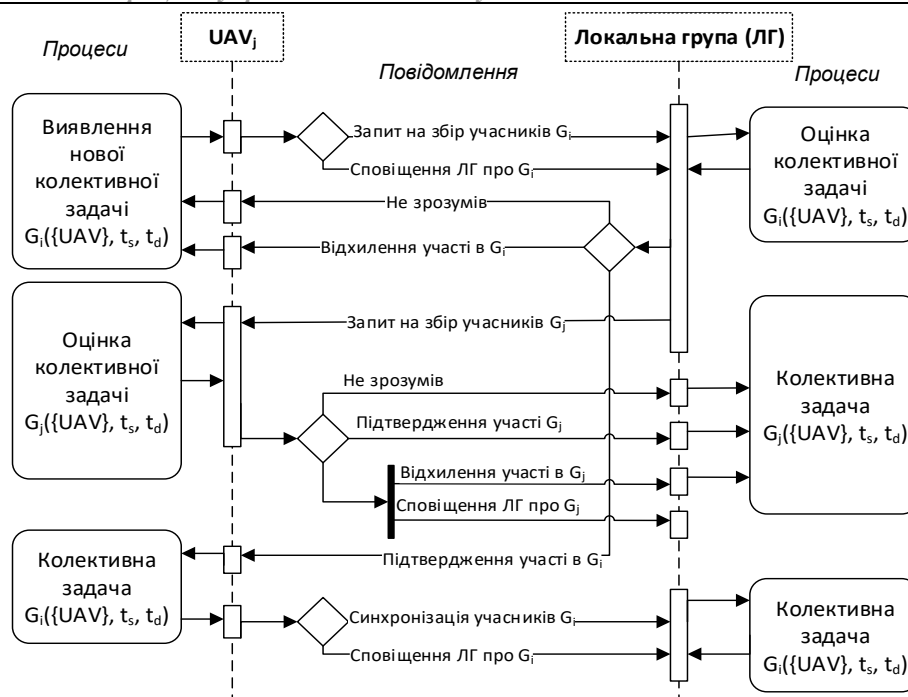 Процеси
UAVj
Повідомлення
Локальна група (ЛГ)
Процеси
Виявлення
нової
колективної
задачі
Gi({UAV}, ts, td)
Запит на збір учасників Gi
Сповіщення ЛГ про Gi
Не зрозумів
Відхилення участі в Gi
Оцінка
колективної
задачі
Gi({UAV}, ts, td)
Оцінка
колективної
задачі
Gj({UAV}, ts, td)
Запит на збір учасників Gj
Не зрозумів
Підтвердження участі Gj
Відхилення участі в Gj
Сповіщення ЛГ про Gj
Колективна
задача
Gj({UAV}, ts, td)
Колективна
задача
Gi({UAV}, ts, td)
Підтвердження участі в Gi
Синхронізація учасників Gi
Сповіщення ЛГ про Gi
Колективна
задача
Gi({UAV}, ts, td)